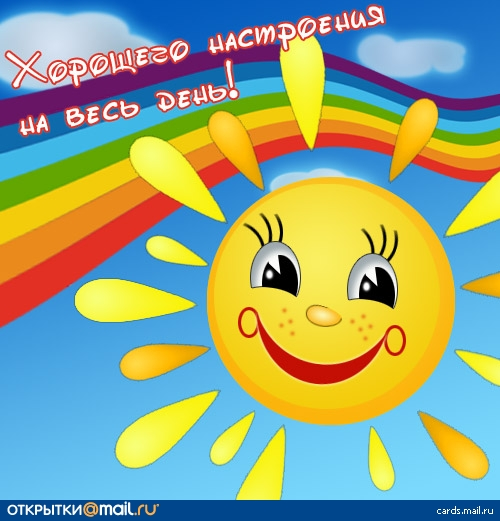 Хорошего настроения
на весь день!
ОТКРЫТКИ@mail.ru
cards.mail.ru